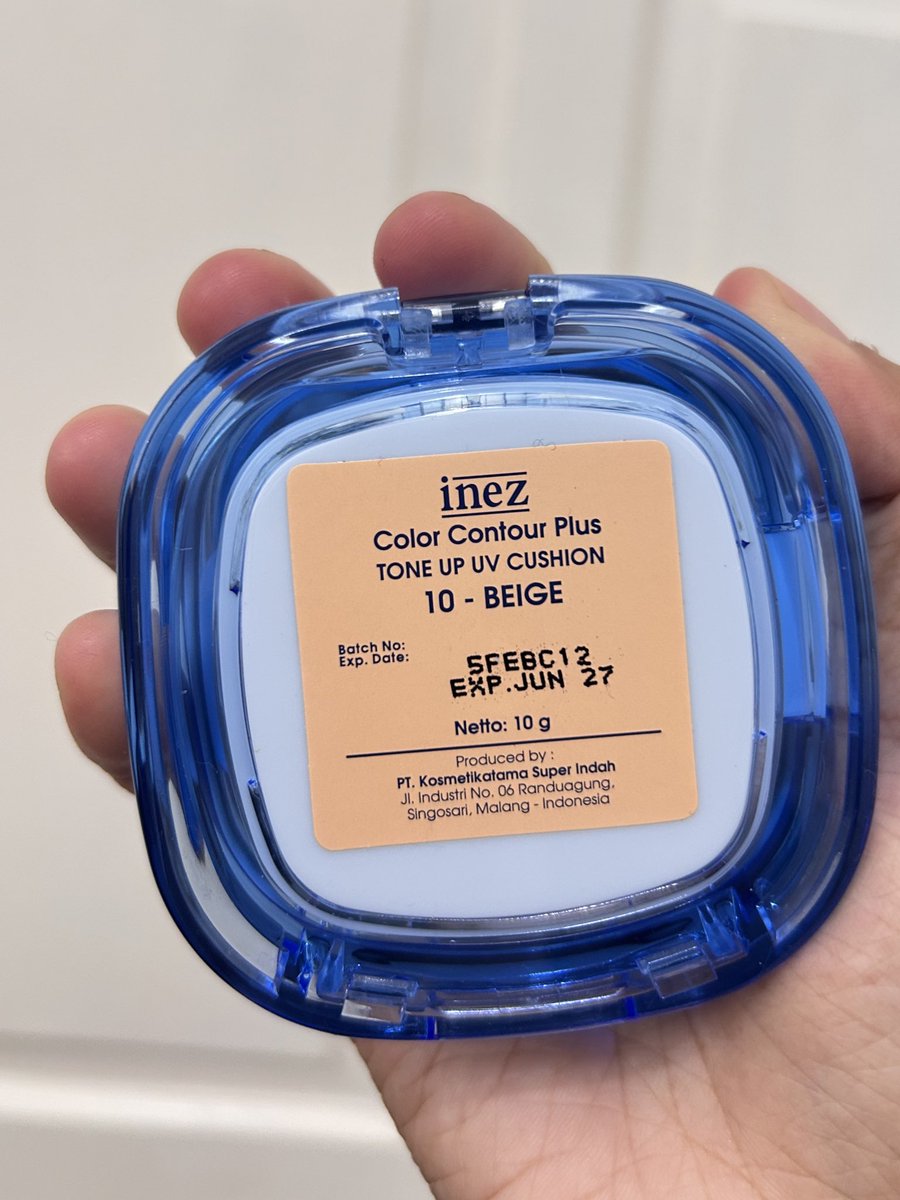 inez
Color Contour Plus
TONE UP UV CUSHION
10 - BEIGE
Batch No: 5FEBC12
Exp. Date: EXP.JUN 27
Netto: 10 g
Produced by :
PT. Kosmetikatama Super Indah
Jl. Industri No. 06 Randuagung,
Singosari, Malang - Indonesia